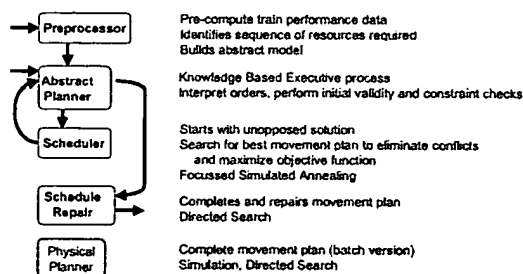 Preprocessor
Pre-compute train performance data
Identifies sequence of resources required
Builds abstract model
Abstract
Planner
Knowledge Based Executive process
Interpret orders, perform initial validity and constraint checks
Scheduler
Starts with unopposed solution
Search for best movement plan to eliminate conflicts
and maximize objective function
Focussed Simulated Annealing
Schedule
Repair
Completes and repairs movement plan
Directed Search
Physical
Planner
Complete movement plan (batch version)
Simulation, Directed Search